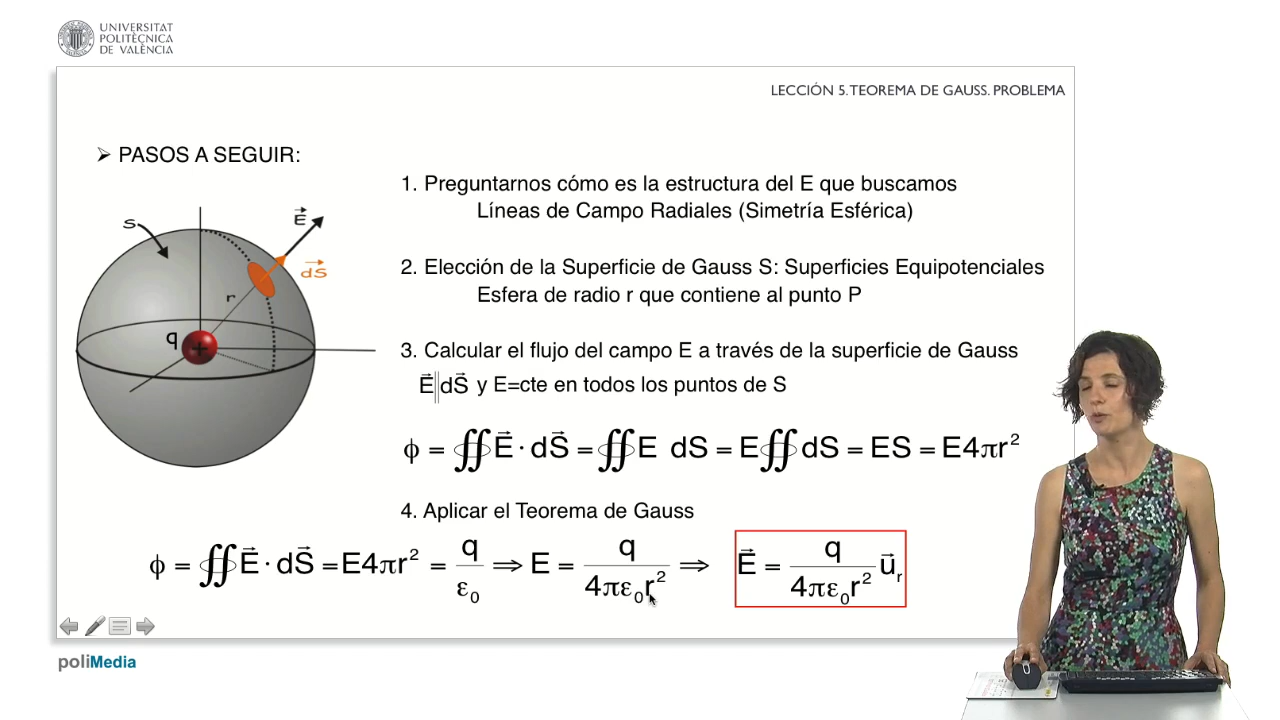 UNIVERSITAT
POLITÈCNICA
DE VALÈNCIA
LECCIÓN 5. TEOREMA DE GAUSS. PROBLEMA
➢ PASOS A SEGUIR:
1. Preguntarnos cómo es la estructura del E que buscamos
Líneas de Campo Radiales (Simetría Esférica)
2. Elección de la Superficie de Gauss S: Superficies Equipotenciales
Esfera de radio r que contiene al punto P
3. Calcular el flujo del campo E a través de la superficie de Gauss
E⃗ || dS⃗ y E=cte en todos los puntos de S
ϕ = ∯ E⃗ · dS⃗ = ∯ E dS = E ∯ dS = ES = E4πr²
4. Aplicar el Teorema de Gauss
ϕ = ∯ E⃗ · dS⃗ = E4πr² = q/ε₀ ⇒ E = q/4πε₀r² ⇒ E⃗ = q/4πε₀r² u⃗ᵣ
S
E⃗
dS⃗
r
q
+
poliMedia